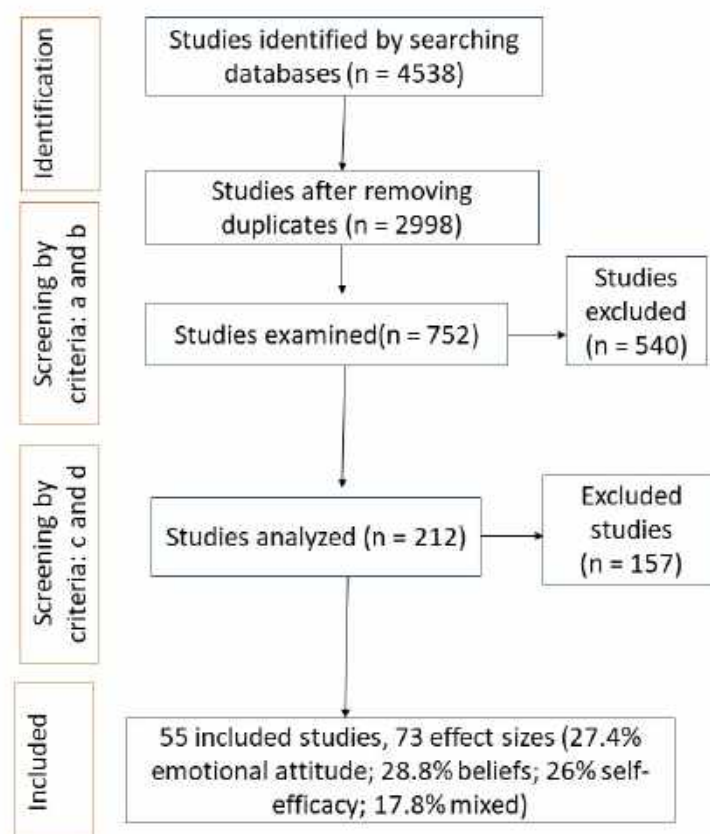 Identification
Studies identified by searching
databases (n = 4538)
Studies after removing
duplicates (n = 2998)
Screening by
criteria: a and b
Studies examined(n = 752)
Studies
excluded
(n = 540)
Screening by
criteria: c and d
Studies analyzed (n = 212)
Excluded
studies
(n = 157)
Included
55 included studies, 73 effect sizes (27.4%
emotional attitude; 28.8% beliefs; 26% self-
efficacy; 17.8% mixed)